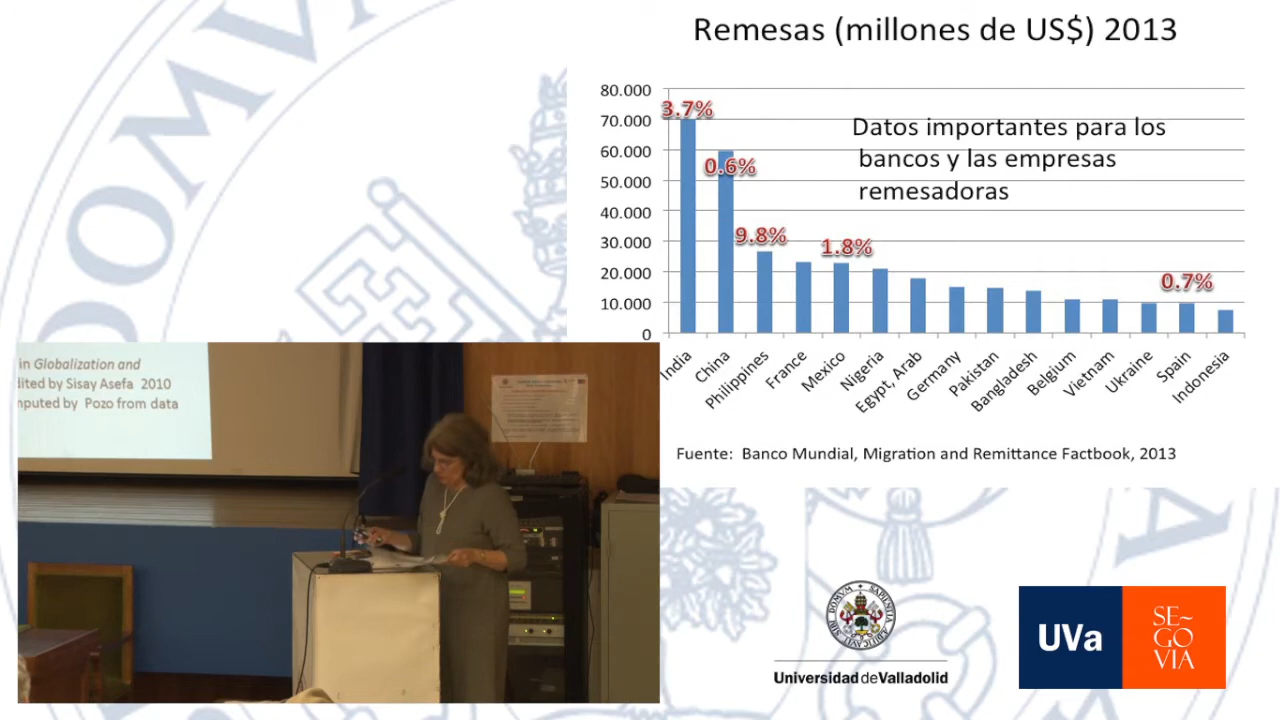 Remesas (millones de US$) 2013
80.000
70.000
60.000
50.000
40.000
30.000
20.000
10.000
0
3.7%
0.6%
9.8%
1.8%
0.7%
Datos importantes para los
bancos y las empresas
remesadoras
India
China
Philippines
France
Mexico
Nigeria
Egypt, Arab
Germany
Pakistan
Bangladesh
Belgium
Vietnam
Ukraine
Spain
Indonesia
Fuente: Banco Mundial, Migration and Remittance Factbook, 2013
in Globalization and
dited by Sisay Asefa 2010
mputed by Pozo from data
Universidad de Valladolid
UVa
SE~
GO
VIA
DOMV
A